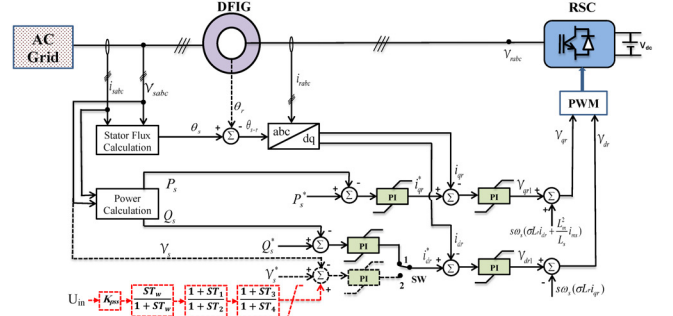 DFIG
RSC
AC
Grid
i_sabc
V_sabc
i_rabc
V_rabc
V_dc
θ_r
Stator Flux
Calculation
θ_s
+
-
Σ
θ_s-r
abc
dq
PWM
V_qr
V_dr
Power
Calculation
P_s
Q_s
P_s*
+
-
Σ
PI
i_qr*
i_qr
+
-
Σ
PI
V_qr1
+
+
Σ
sω_s(σL_r i_dr + L_m^2/L_s i_ms)
Q_s*
+
-
Σ
PI
1
2
SW
i_dr*
i_dr
+
-
Σ
PI
V_dr1
+
-
Σ
sω_s(σL_r i_qr)
V_s
V_s*
+
-
+
Σ
PI
U_in
K_pss
ST_w
1+ST_w
1+ST_1
1+ST_2
1+ST_3
1+ST_4